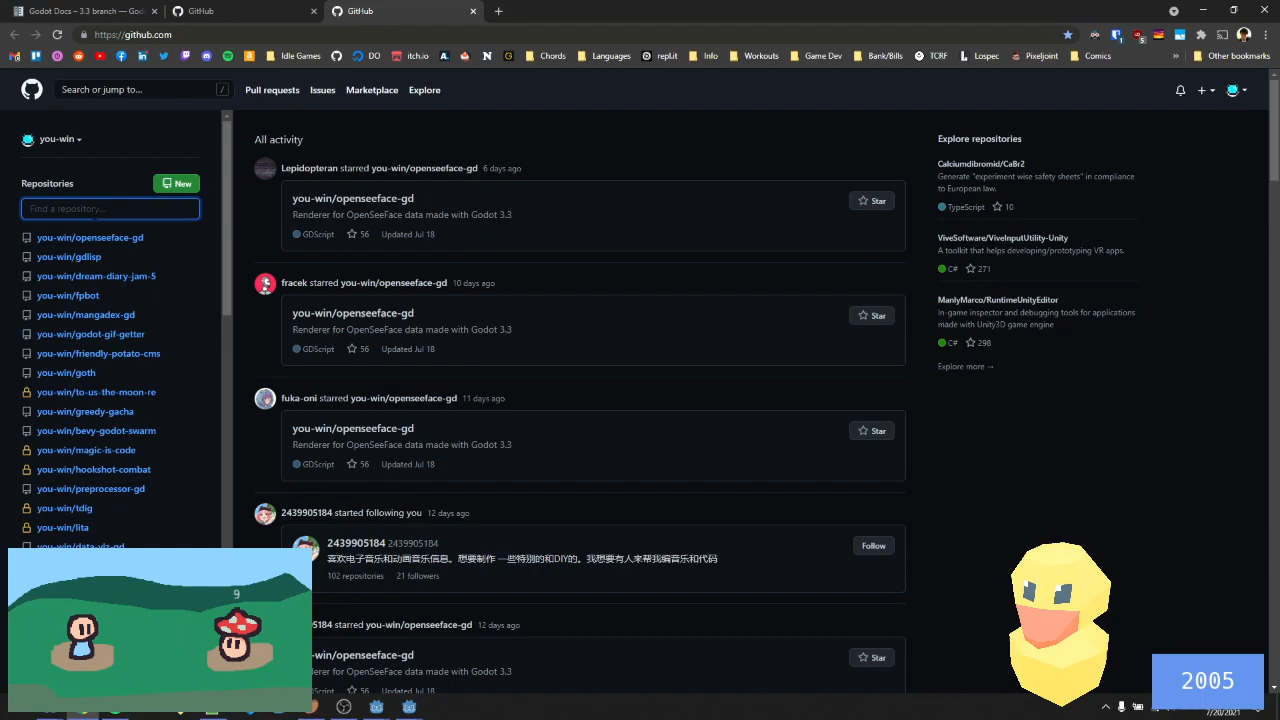 Godot Docs – 3.3 branch — God
GitHub
GitHub
https://github.com
DO
itch.io
Idle Games
Chords
Languages
repl.it
Info
Workouts
Game Dev
Bank/Bills
TCRF
Lospec
Pixeljoint
Comics
Other bookmarks
Search or jump to...
/
Pull requests
Issues
Marketplace
Explore
you-win
Repositories
New
Find a repository...
you-win/openseeface-gd
you-win/gdlisp
you-win/dream-diary-jam-5
you-win/fpbot
you-win/mangadex-gd
you-win/godot-gif-getter
you-win/friendly-potato-cms
you-win/goth
you-win/to-us-the-moon-re
you-win/greedy-gacha
you-win/bevy-godot-swarm
you-win/magic-is-code
you-win/hookshot-combat
you-win/preprocessor-gd
you-win/tdig
you-win/lita
you-win/data-viz-gd
All activity
Lepidopteran starred you-win/openseeface-gd 6 days ago
you-win/openseeface-gd
Star
Renderer for OpenSeeFace data made with Godot 3.3
GDScript 56 Updated Jul 18
fracek starred you-win/openseeface-gd 10 days ago
you-win/openseeface-gd
Star
Renderer for OpenSeeFace data made with Godot 3.3
GDScript 56 Updated Jul 18
fuka-oni starred you-win/openseeface-gd 11 days ago
you-win/openseeface-gd
Star
Renderer for OpenSeeFace data made with Godot 3.3
GDScript 56 Updated Jul 18
2439905184 started following you 12 days ago
2439905184 2439905184
Follow
喜欢电子音乐和动画音乐信息。想要制作 一些特别的和DIY的。我想要有人来帮我编音乐和代码
102 repositories 21 followers
5184 starred you-win/openseeface-gd 12 days ago
you-win/openseeface-gd
Star
Renderer for OpenSeeFace data made with Godot 3.3
GDScript 56 Updated Jul 18
Explore repositories
Calciumdibromid/CaBr2
Generate "experiment wise safety sheets" in compliance
to European law.
TypeScript 10
ViveSoftware/ViveInputUtility-Unity
A toolkit that helps developing/prototyping VR apps.
C# 271
ManlyMarco/RuntimeUnityEditor
In-game inspector and debugging tools for applications
made with Unity3D game engine
C# 298
Explore more →
9
2005
7/20/2021